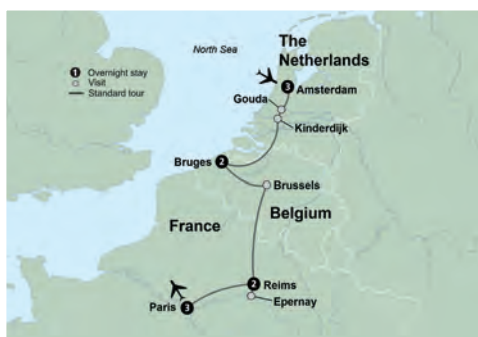 North Sea
The
Netherlands
1 Overnight stay
Visit
Standard tour
3 Amsterdam
Gouda
Kinderdijk
Bruges 2
Brussels
Belgium
France
2 Reims
Epernay
Paris 3